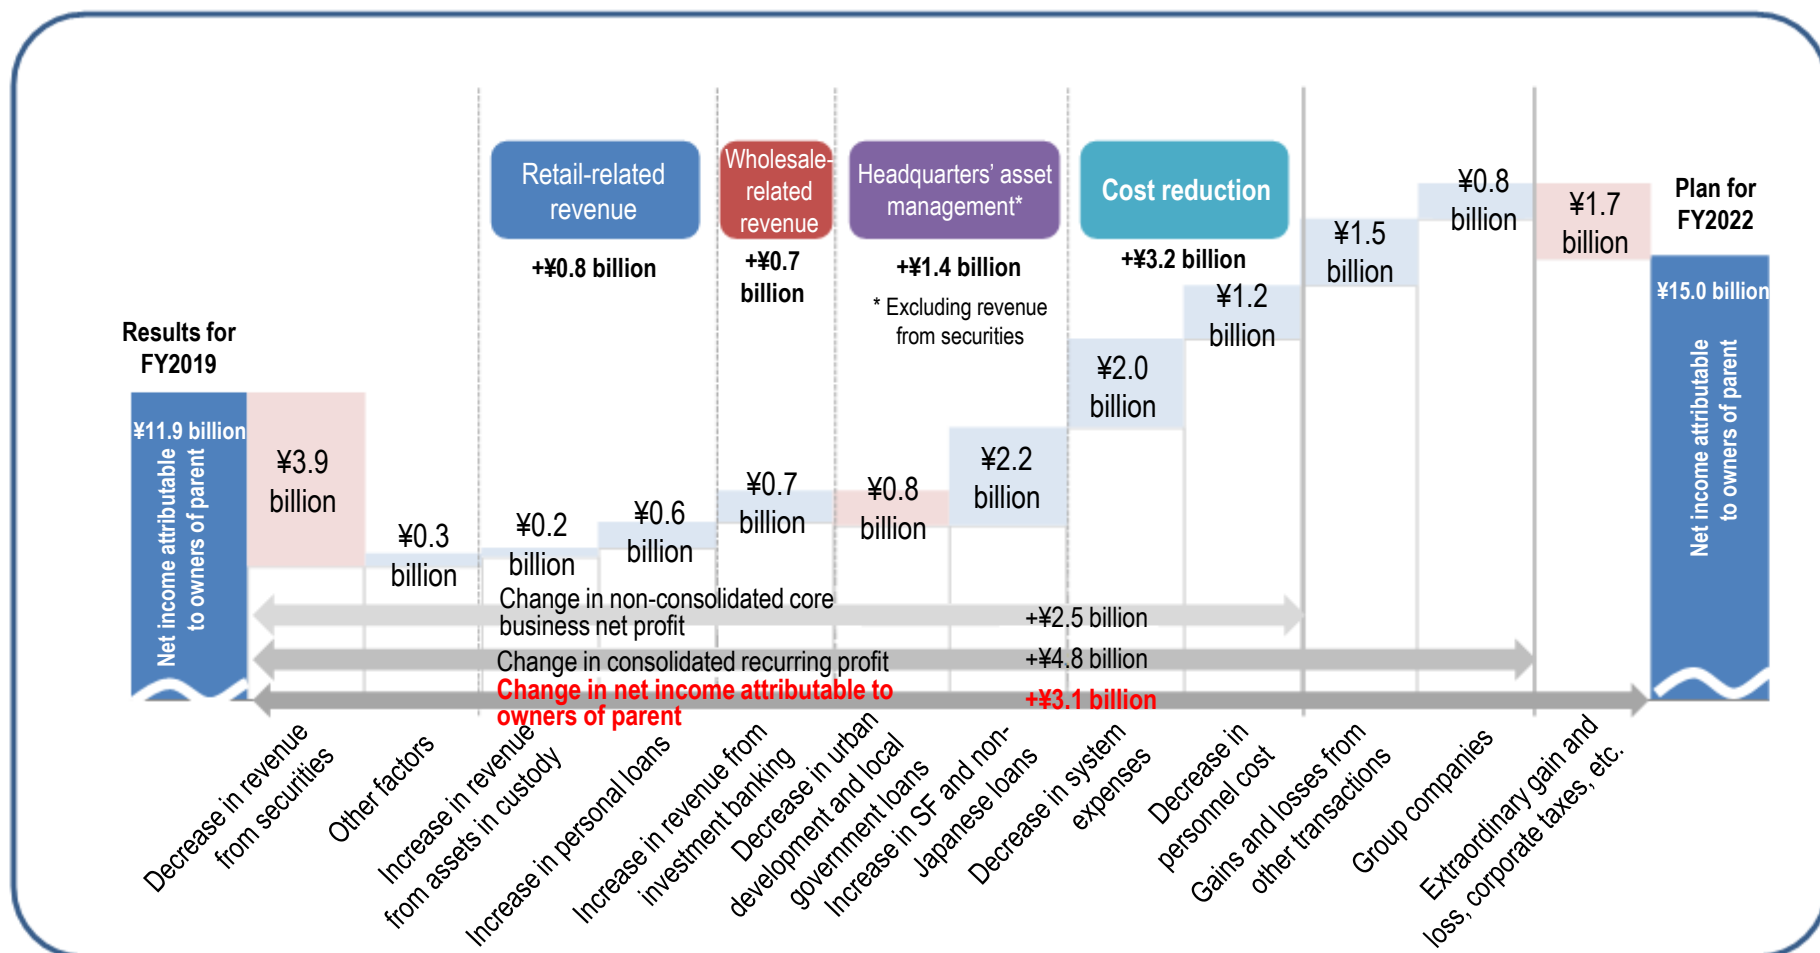 Retail-related
revenue
+¥0.8 billion
Wholesale-
related
revenue
+¥0.7
billion
Headquarters’ asset
management*
+¥1.4 billion
* Excluding revenue
from securities
Cost reduction
+¥3.2 billion
Results for
FY2019
¥11.9 billion
Net income attributable
to owners of parent
¥3.9
billion
¥0.3
billion
¥0.2
billion
¥0.6
billion
¥0.7
billion
¥0.8
billion
¥2.2
billion
¥2.0
billion
¥1.2
billion
¥1.5
billion
¥0.8
billion
¥1.7
billion
Plan for
FY2022
¥15.0 billion
Net income attributable
to owners of parent
Change in non-consolidated core
business net profit
+¥2.5 billion
Change in consolidated recurring profit
+¥4.8 billion
Change in net income attributable to
owners of parent
+¥3.1 billion
Decrease in revenue
from securities
Other factors
Increase in revenue
from assets in custody
Increase in personal loans
Increase in revenue from
investment banking
Decrease in urban
development and local
government loans
Increase in SF and non-
Japanese loans
Decrease in system
expenses
Decrease in
personnel cost
Gains and losses from
other transactions
Group companies
Extraordinary gain and
loss, corporate taxes, etc.